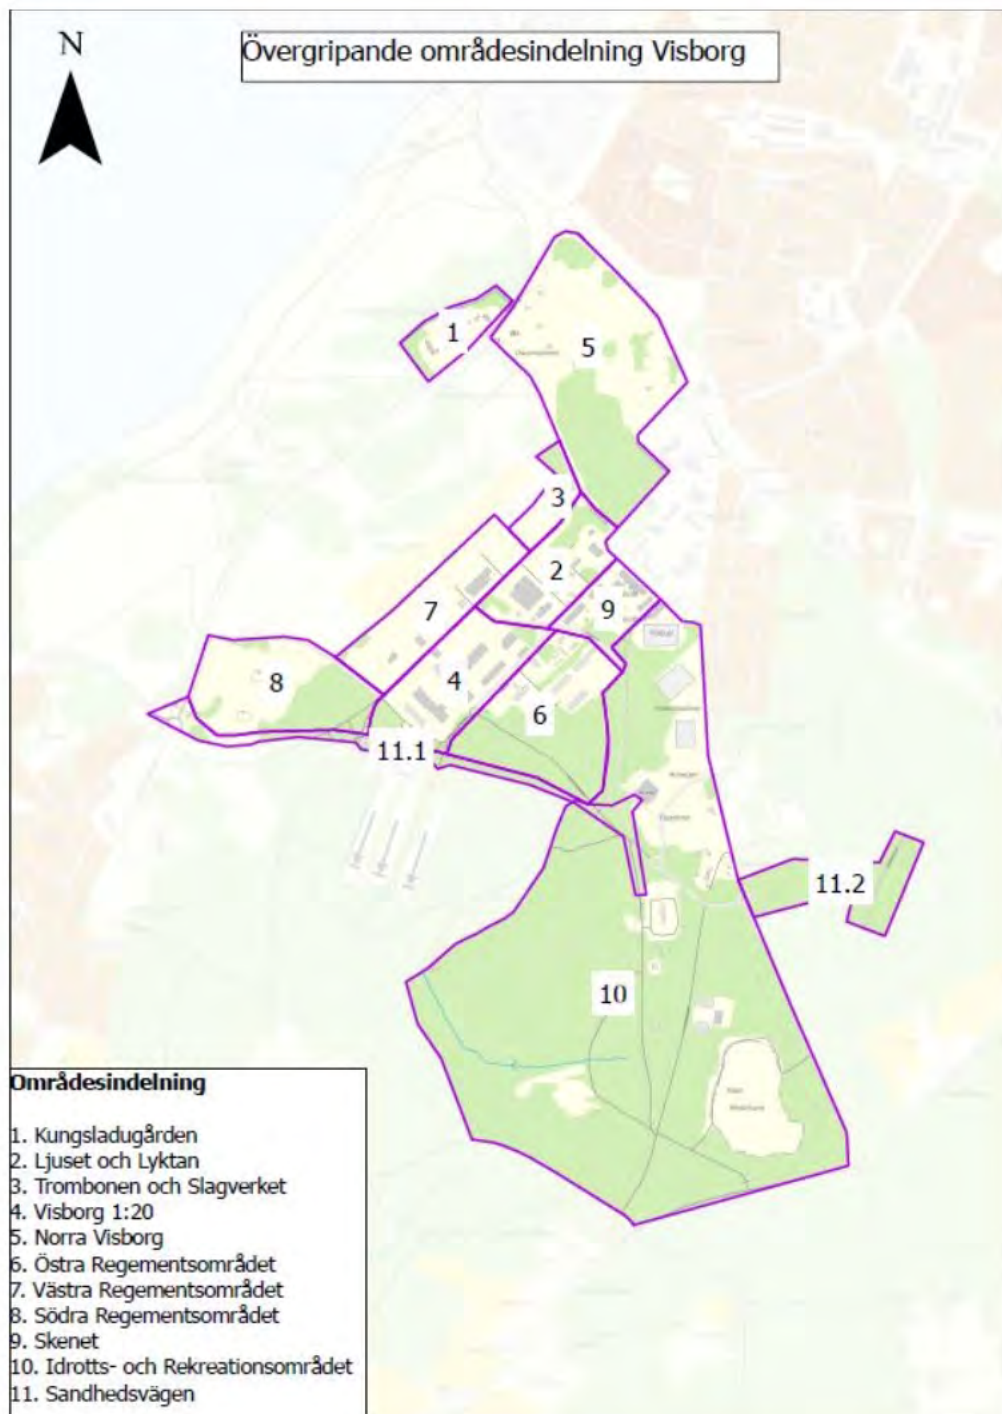 N
Övergripande områdesindelning Visborg
1
5
3
2
9
7
8
4
6
11.1
11.2
10
Områdesindelning
1. Kungsladugården
2. Ljuset och Lyktan
3. Trombonen och Slagverket
4. Visborg 1:20
5. Norra Visborg
6. Östra Regementsområdet
7. Västra Regementsområdet
8. Södra Regementsområdet
9. Skenet
10. Idrotts- och Rekreationsområdet
11. Sandhedsvägen